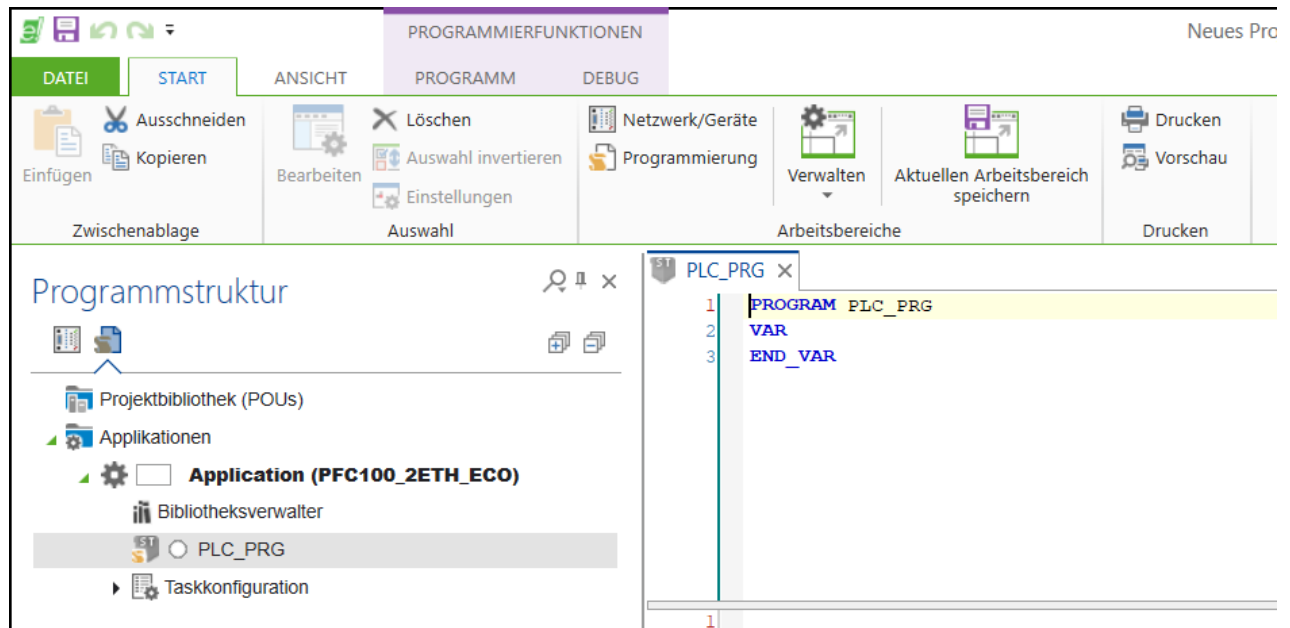 PROGRAMMIERFUNKTIONEN
Neues Pro
DATEI START ANSICHT PROGRAMM DEBUG
Einfügen
Ausschneiden
Kopieren
Zwischenablage
Bearbeiten
Löschen
Auswahl invertieren
Einstellungen
Auswahl
Netzwerk/Geräte
Programmierung
Verwalten
Aktuellen Arbeitsbereich
speichern
Arbeitsbereiche
Drucken
Vorschau
Drucken
Programmstruktur
Projektbibliothek (POUs)
Applikationen
Application (PFC100_2ETH_ECO)
Bibliotheksverwalter
ST PLC_PRG
Taskkonfiguration
ST PLC_PRG
1 PROGRAM PLC_PRG
2 VAR
3 END_VAR
1